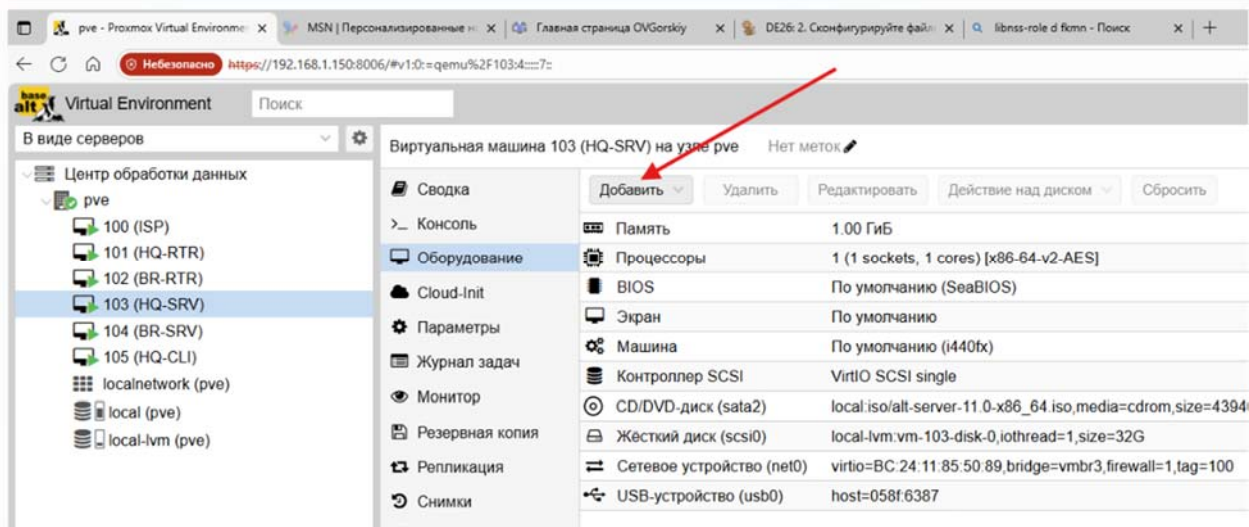 pve - Proxmox Virtual Environme
MSN | Персонализированные н
Главная страница OVGorskiy
DE26: 2. Сконфигурируйте файл
libnss-role d fkmn - Поиск
Небезопасно https://192.168.1.150:8006/#v1:0:=qemu%2F103:4:::::7::
base alt Virtual Environment Поиск
В виде серверов
Центр обработки данных
pve
100 (ISP)
101 (HQ-RTR)
102 (BR-RTR)
103 (HQ-SRV)
104 (BR-SRV)
105 (HQ-CLI)
localnetwork (pve)
local (pve)
local-lvm (pve)
Виртуальная машина 103 (HQ-SRV) на узле pve Нет меток
Сводка
Консоль
Оборудование
Cloud-Init
Параметры
Журнал задач
Монитор
Резервная копия
Репликация
Снимки
Добавить Удалить Редактировать Действие над диском Сбросить
Память 1.00 ГиБ
Процессоры 1 (1 sockets, 1 cores) [x86-64-v2-AES]
BIOS По умолчанию (SeaBIOS)
Экран По умолчанию
Машина По умолчанию (i440fx)
Контроллер SCSI VirtIO SCSI single
CD/DVD-диск (sata2) local:iso/alt-server-11.0-x86_64.iso,media=cdrom,size=4394
Жёсткий диск (scsi0) local-lvm:vm-103-disk-0,iothread=1,size=32G
Сетевое устройство (net0) virtio=BC:24:11:85:50:89,bridge=vmbr3,firewall=1,tag=100
USB-устройство (usb0) host=058f:6387